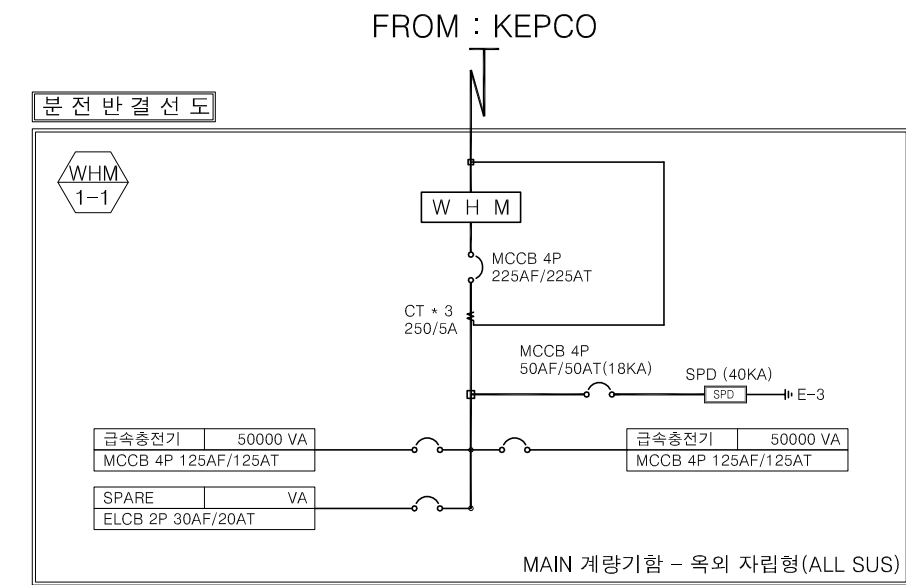 FROM : KEPCO
분 전 반 결 선 도
WHM
1-1
W H M
MCCB 4P
225AF/225AT
CT * 3
250/5A
MCCB 4P
50AF/50AT(18KA)
SPD (40KA)
SPD
E-3
급속충전기 50000 VA
MCCB 4P 125AF/125AT
급속충전기 50000 VA
MCCB 4P 125AF/125AT
SPARE VA
ELCB 2P 30AF/20AT
MAIN 계량기함 - 옥외 자립형(ALL SUS)